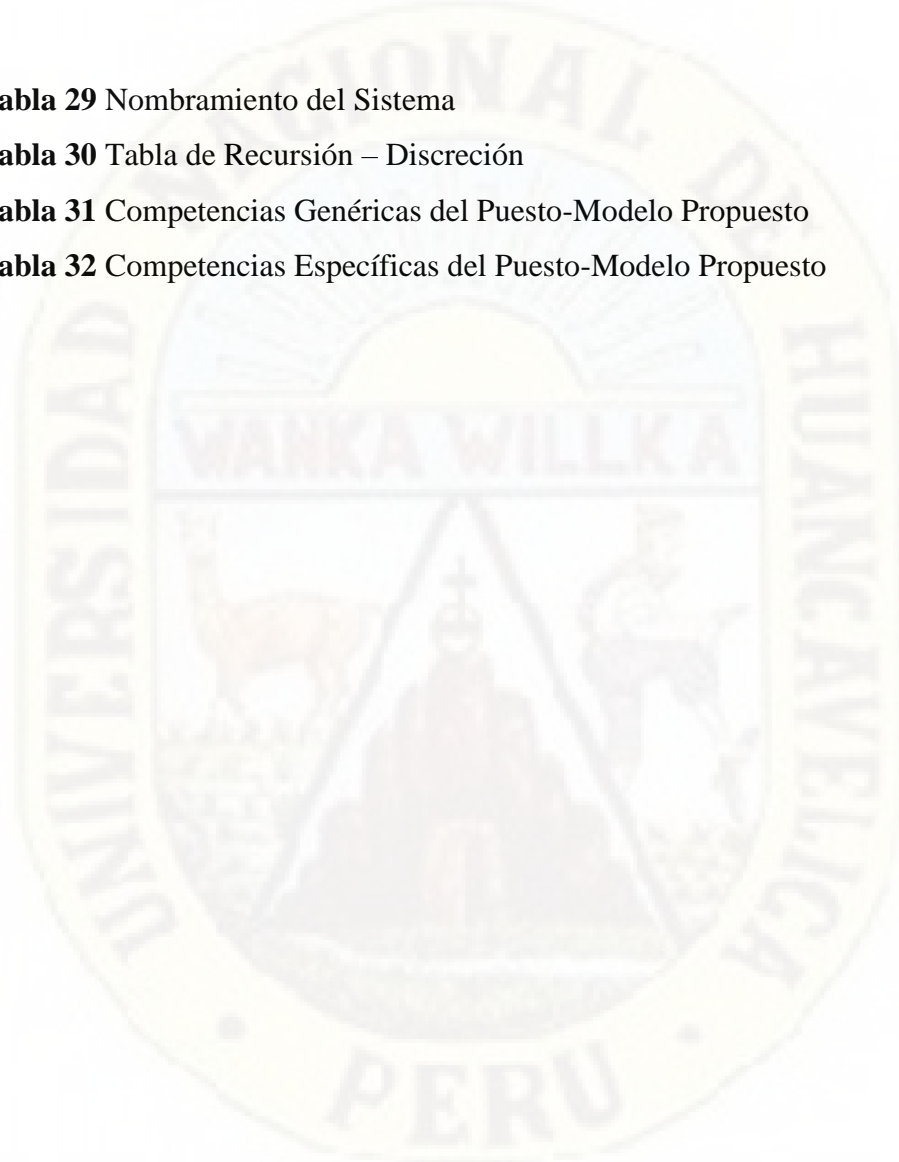 abla 29 Nombramiento del Sistema
abla 30 Tabla de Recursión – Discreción
abla 31 Competencias Genéricas del Puesto-Modelo Propuesto
abla 32 Competencias Específicas del Puesto-Modelo Propuesto
UNIVERSIDAD NACIONAL DE HUANCAVELICA
WANKA WILLKA
PERU